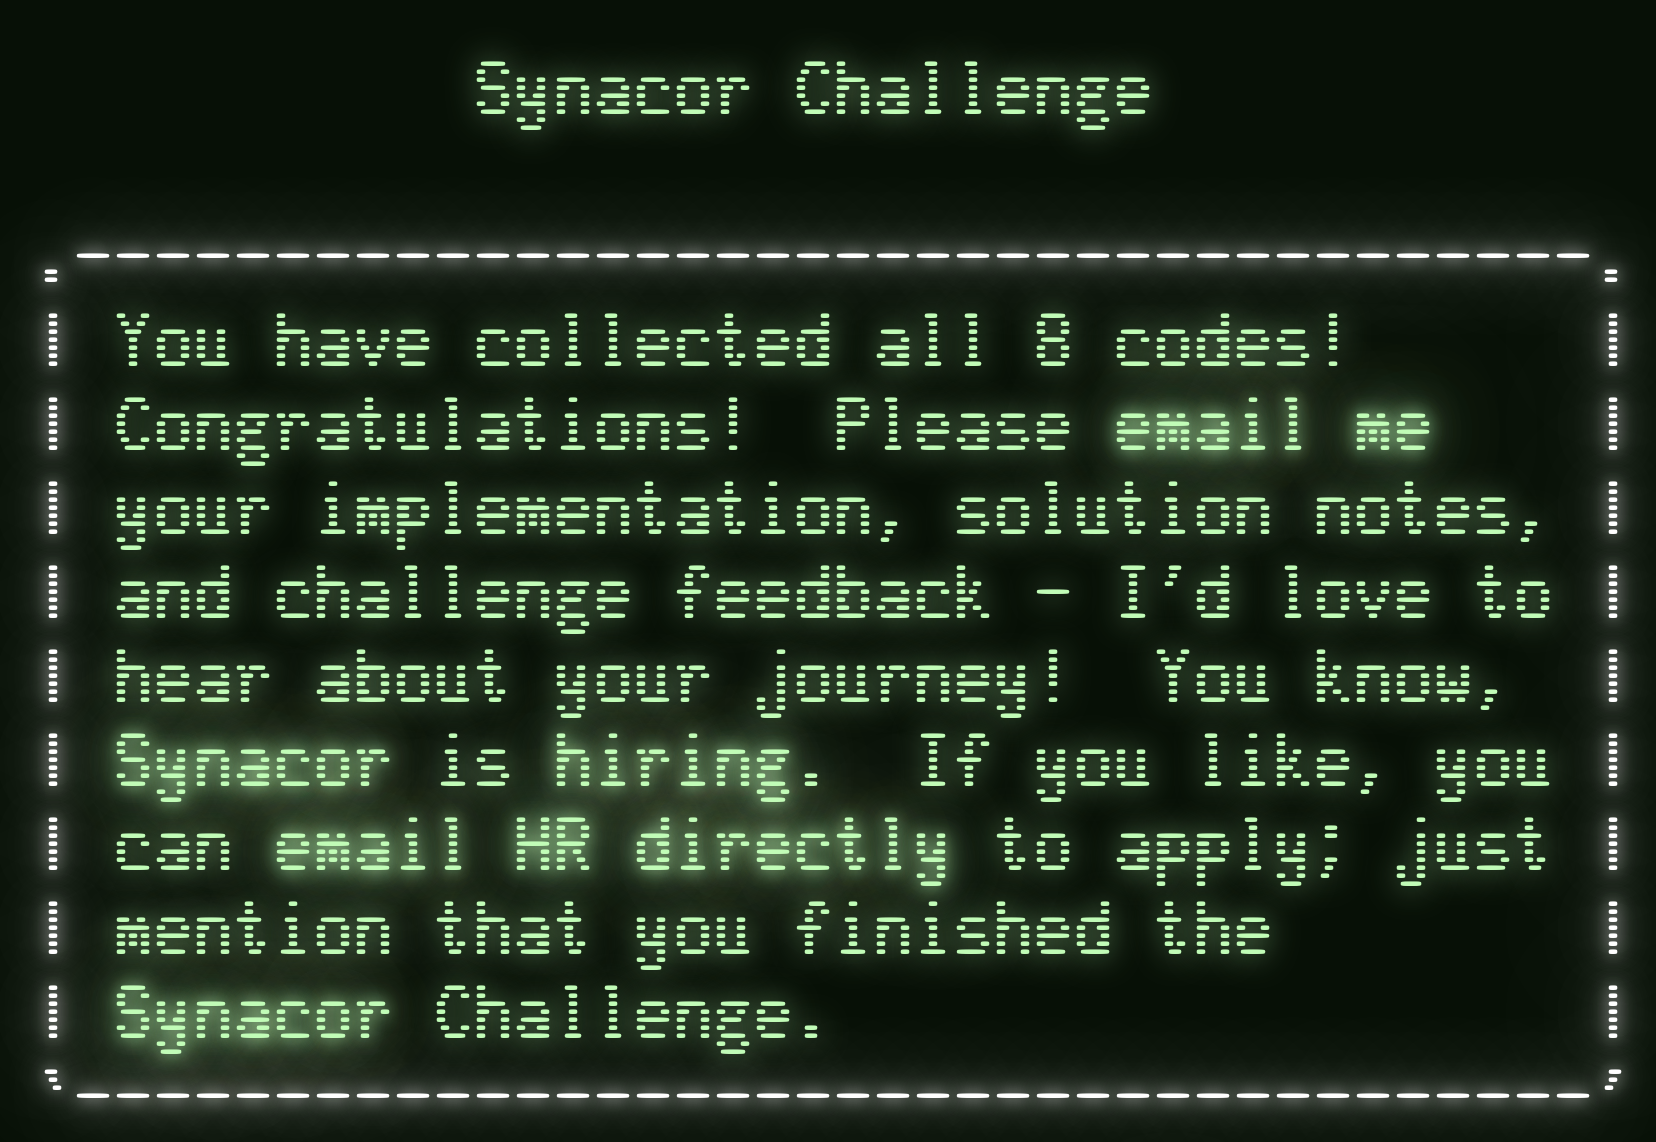 Synacor Challenge
You have collected all 8 codes!
Congratulations!  Please email me
your implementation, solution notes,
and challenge feedback - I'd love to
hear about your journey!  You know,
Synacor is hiring.  If you like, you
can email HR directly to apply; just
mention that you finished the
Synacor Challenge.